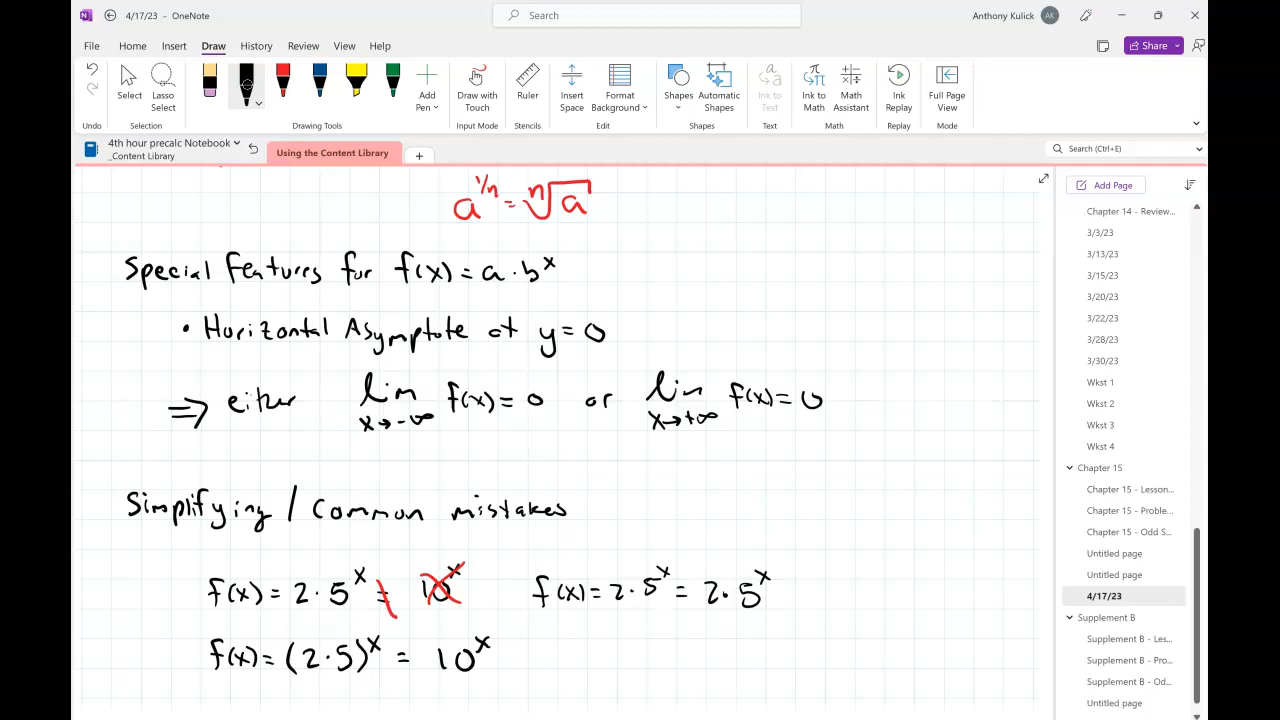 4/17/23 - OneNote
Search
Anthony Kulick
AK
File Home Insert Draw History Review View Help
Share
Undo
Select
Lasso Select
Add Pen
Draw with Touch
Ruler
Insert Space
Format Background
Shapes
Automatic Shapes
Ink to Text
Ink to Math
Math Assistant
Ink Replay
Full Page View
Undo Selection Drawing Tools Input Mode Stencils Edit Shapes Text Math Replay Mode
4th hour precalc Notebook
_Content Library
Using the Content Library
Search (Ctrl+E)
Add Page
a^(1/n) = ⁿ√a
Special Features for f(x) = a · b^x
• Horizontal Asymptote at y = 0
⇒ either lim x→-∞ f(x) = 0 or lim x→+∞ f(x) = 0
Simplifying / Common mistakes
f(x) = 2 · 5^x = 10^x f(x) = 2 · 5^x = 2 · 5^x
f(x) = (2 · 5)^x = 10^x
Chapter 14 - Review...
3/3/23
3/13/23
3/15/23
3/20/23
3/22/23
3/28/23
3/30/23
Wkst 1
Wkst 2
Wkst 3
Wkst 4
Chapter 15
Chapter 15 - Lesson...
Chapter 15 - Proble...
Chapter 15 - Odd S...
Untitled page
Untitled page
4/17/23
Supplement B
Supplement B - Les...
Supplement B - Pro...
Supplement B - Od...
Untitled page